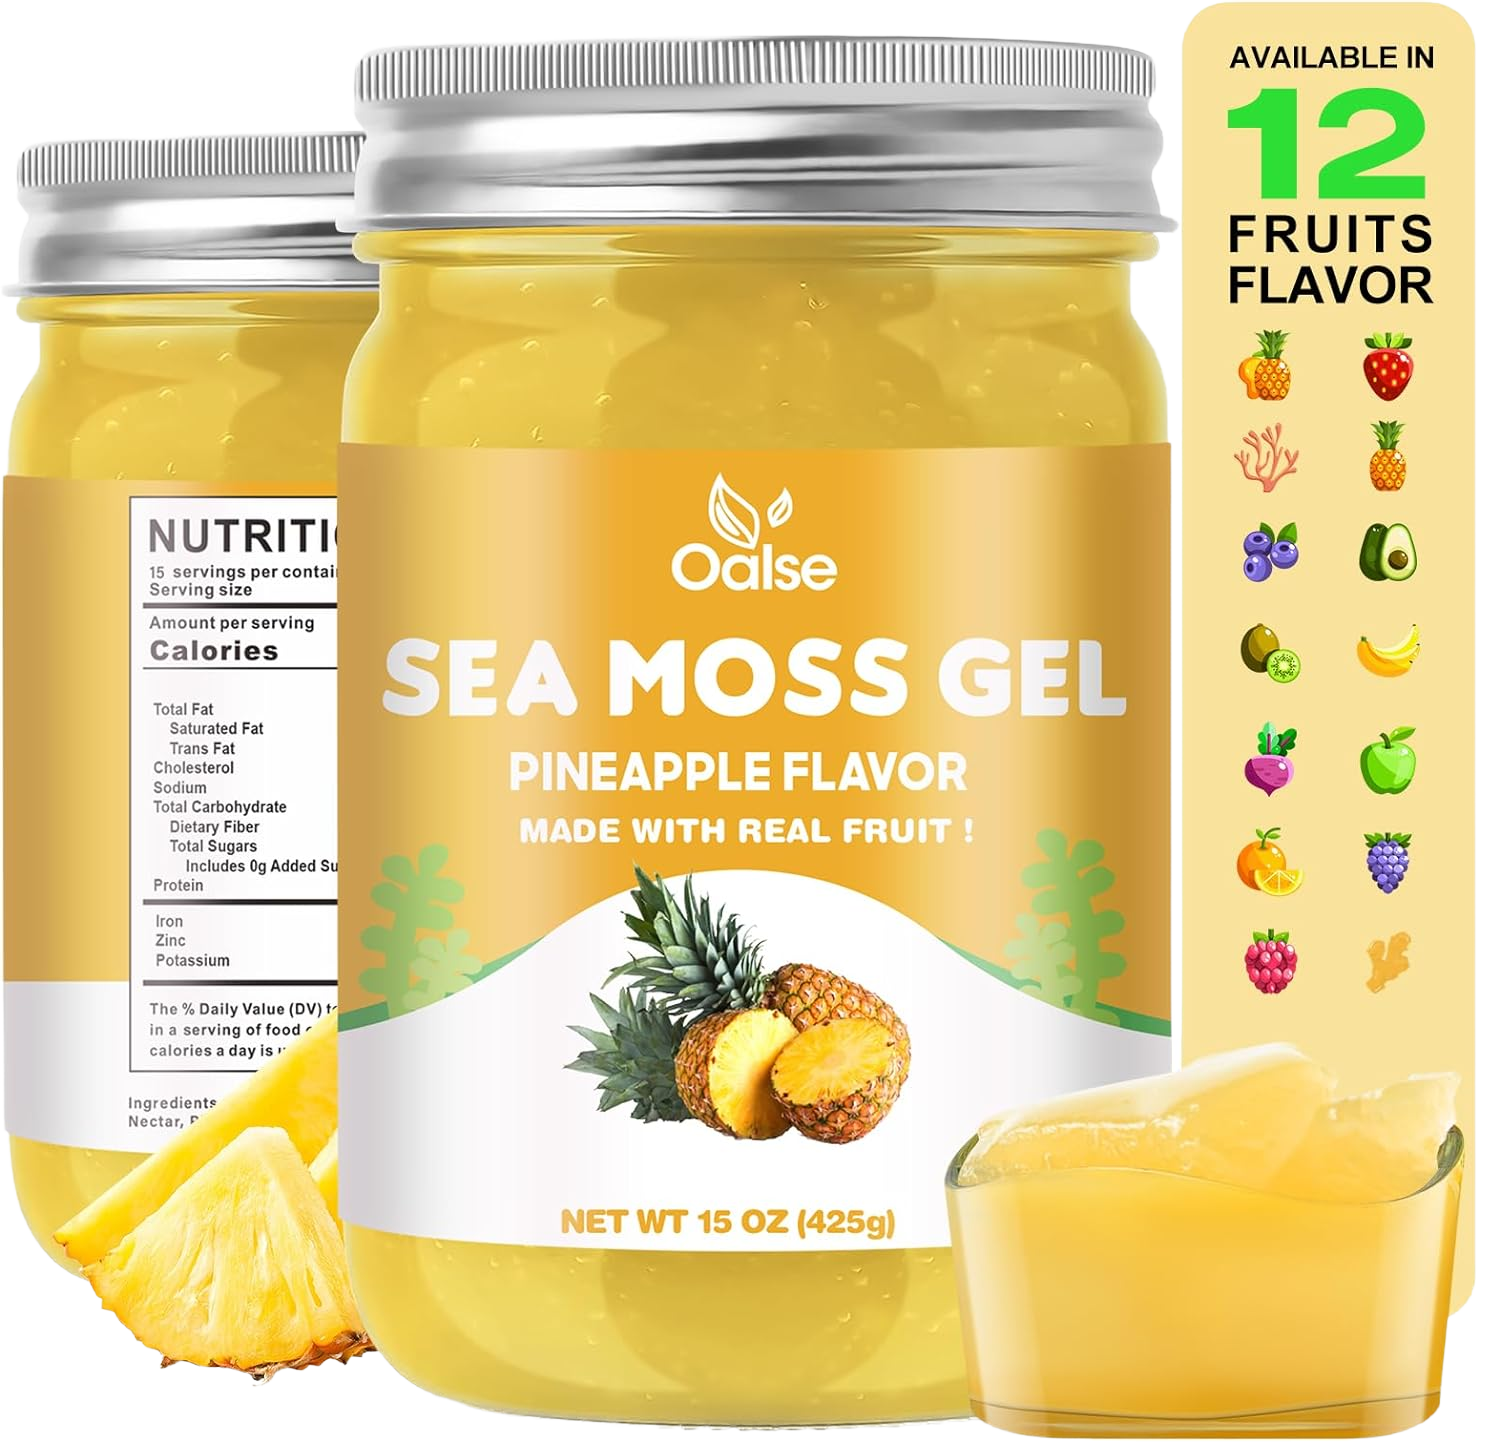 NUTRITI
15 servings per contai
Serving size
Amount per serving
Calories
Total Fat
Saturated Fat
Trans Fat
Cholesterol
Sodium
Total Carbohydrate
Dietary Fiber
Total Sugars
Includes 0g Added Su
Protein
Iron
Zinc
Potassium
The % Daily Value (DV)
in a serving of food
calories a day is
Ingredients
Nectar,
Oalse
SEA MOSS GEL
PINEAPPLE FLAVOR
MADE WITH REAL FRUIT !
NET WT 15 OZ (425g)
AVAILABLE IN
12
FRUITS
FLAVOR